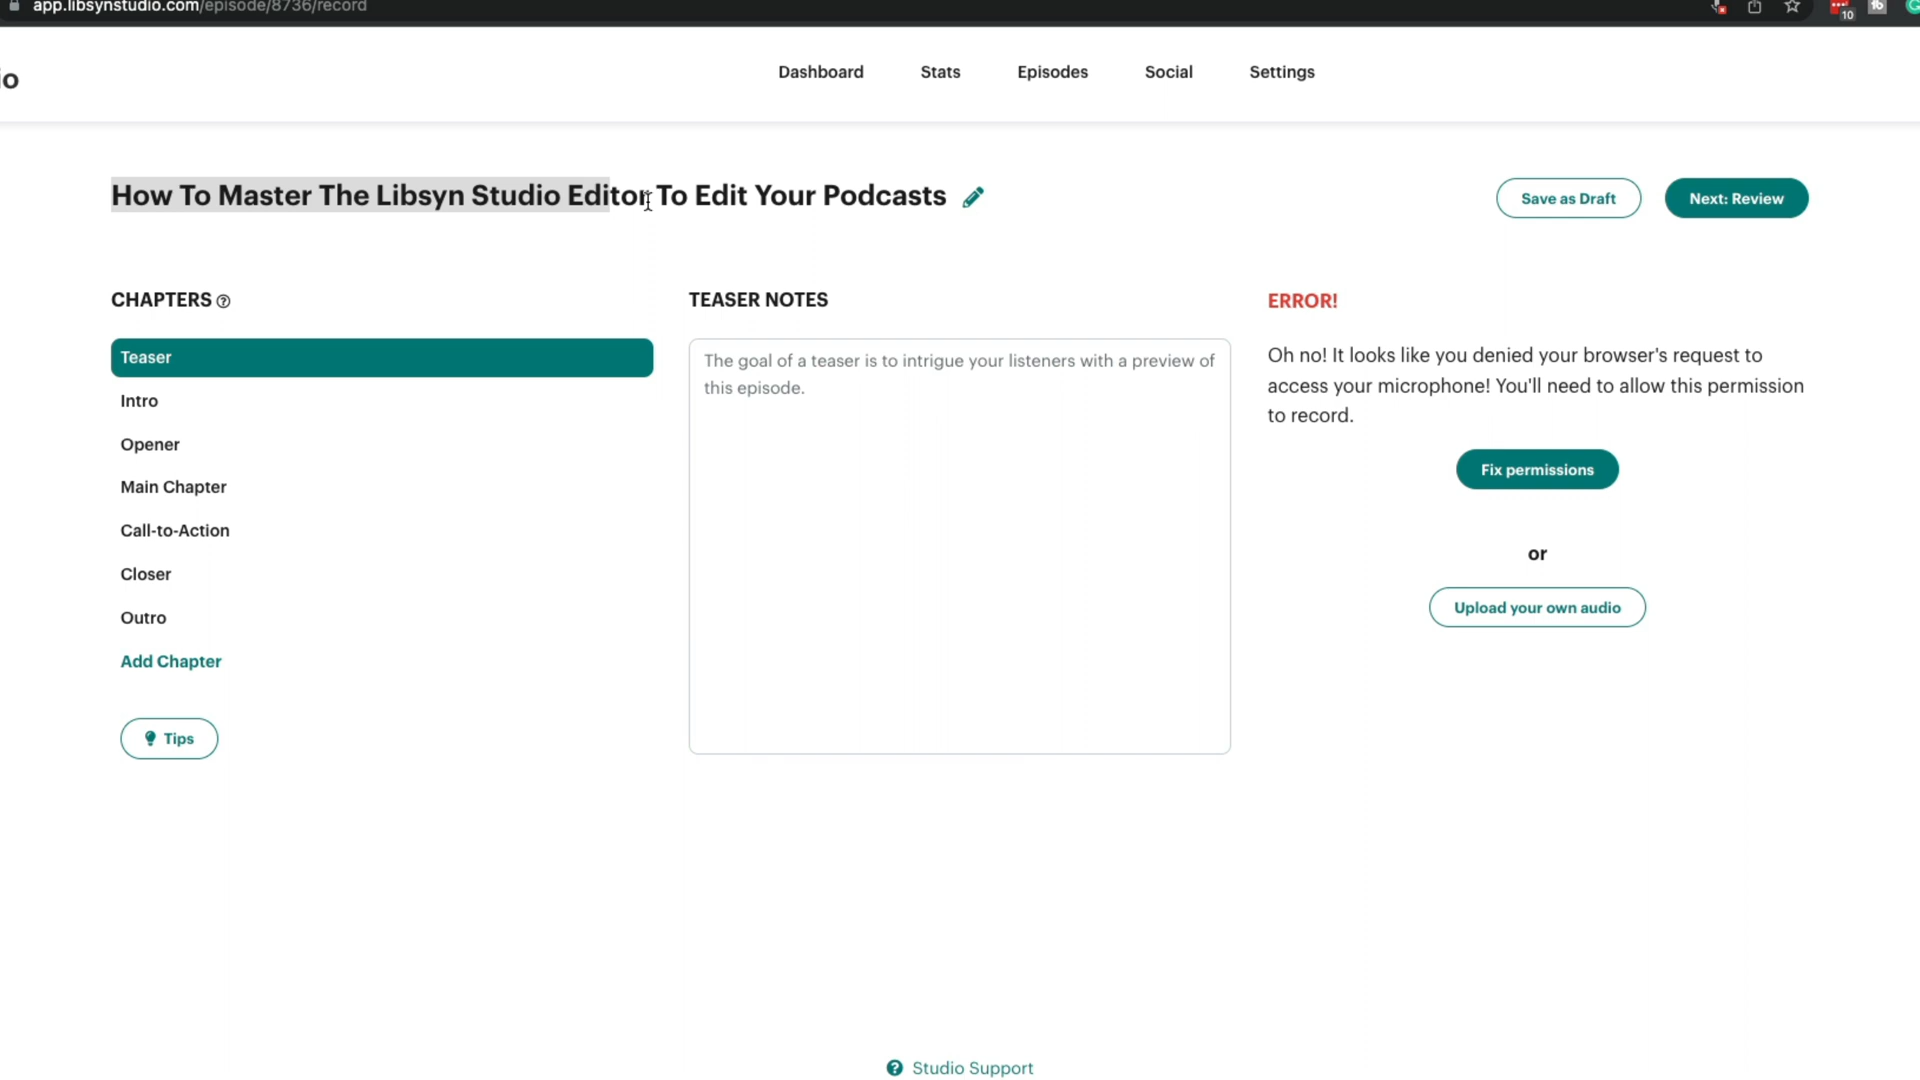 app.libsynstudio.com/episode/8736/record
10
io
Dashboard
Stats
Episodes
Social
Settings
How To Master The Libsyn Studio Editor To Edit Your Podcasts
Save as Draft
Next: Review
CHAPTERS
Teaser
Intro
Opener
Main Chapter
Call-to-Action
Closer
Outro
Add Chapter
Tips
TEASER NOTES
The goal of a teaser is to intrigue your listeners with a preview of
this episode.
ERROR!
Oh no! It looks like you denied your browser's request to
access your microphone! You'll need to allow this permission
to record.
Fix permissions
or
Upload your own audio
Studio Support